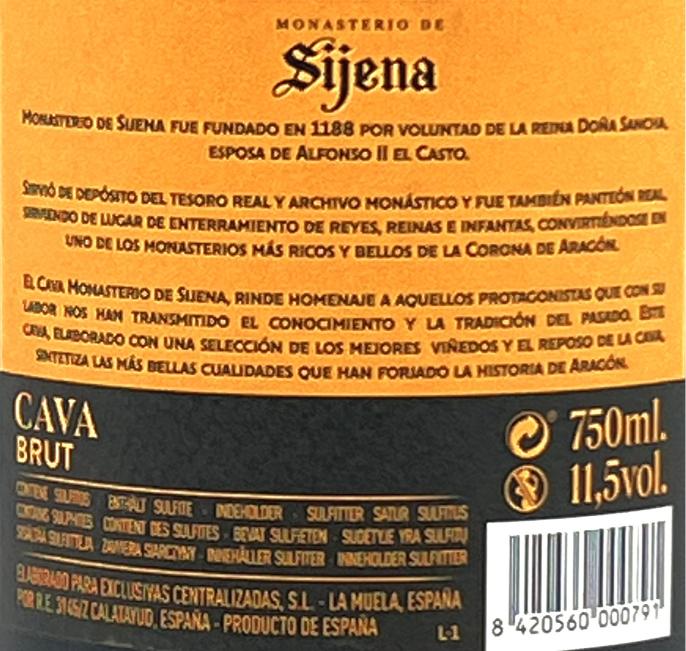 MONASTERIO DE
Sijena
MONASTERIO DE SIJENA FUE FUNDADO EN 1188 POR VOLUNTAD DE LA REINA DOÑA SANCHA,
ESPOSA DE ALFONSO II EL CASTO.
SIRVIÓ DE DEPÓSITO DEL TESORO REAL Y ARCHIVO MONÁSTICO Y FUE TAMBIÉN PANTEÓN REAL,
SIRVIENDO DE LUGAR DE ENTERRAMIENTO DE REYES, REINAS E INFANTAS, CONVIRTIÉNDOSE EN
UNO DE LOS MONASTERIOS MÁS RICOS Y BELLOS DE LA CORONA DE ARAGÓN.
EL CAVA MONASTERIO DE SIJENA, RINDE HOMENAJE A AQUELLOS PROTAGONISTAS QUE CON SU
LABOR NOS HAN TRANSMITIDO EL CONOCIMIENTO Y LA TRADICIÓN DEL PASADO. ESTE
CAVA, ELABORADO CON UNA SELECCIÓN DE LOS MEJORES VIÑEDOS Y EL REPOSO DE LA CAVA,
SINTETIZA LAS MÁS BELLAS CUALIDADES QUE HAN FORJADO LA HISTORIA DE ARAGÓN.
CAVA
BRUT
750ml.
11,5vol.
CONTIENE SULFITOS · ENTHÄLT SULFITE · INDEHOLDER · SULFITTER SATUR SULFITUS
CONTAINS SULPHITES CONTIENT DES SULFITES · BEVAT SULFIETEN · SUDETYJE YRA SULFITŲ
SISÄLTÄÄ SULFIITTEJA · ZAWIERA SIARCZYNY · INNEHÅLLER SULFITER · INNEHOLDER SULFITTER
ELABORADO PARA EXCLUSIVAS CENTRALIZADAS, S.L. - LA MUELA, ESPAÑA
POR R.E. 3146/Z CALATAYUD, ESPAÑA - PRODUCTO DE ESPAÑA
L-1
8 420560 000791